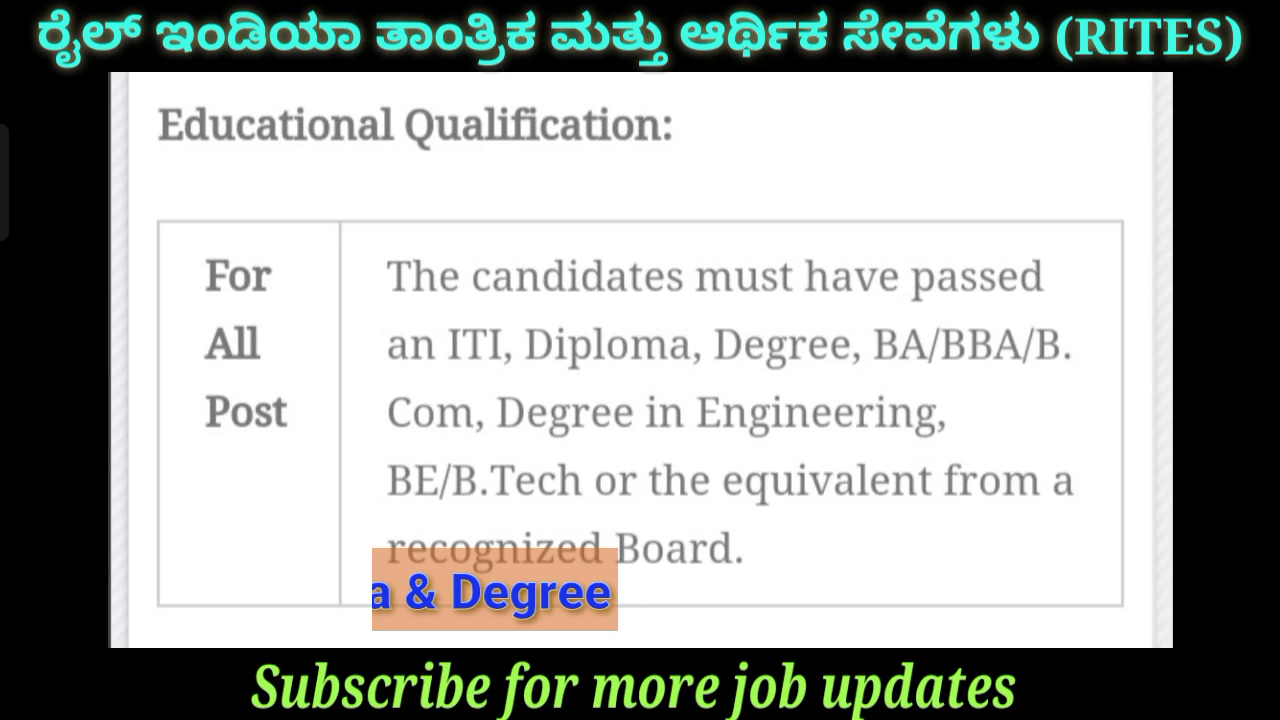 ರೈಲ್ ಇಂಡಿಯಾ ತಾಂತ್ರಿಕ ಮತ್ತು ಆರ್ಥಿಕ ಸೇವೆಗಳು (RITES)
Educational Qualification:
For All Post
The candidates must have passed
an ITI, Diploma, Degree, BA/BBA/B.
Com, Degree in Engineering,
BE/B.Tech or the equivalent from a
recognized Board.
a & Degree
Subscribe for more job updates